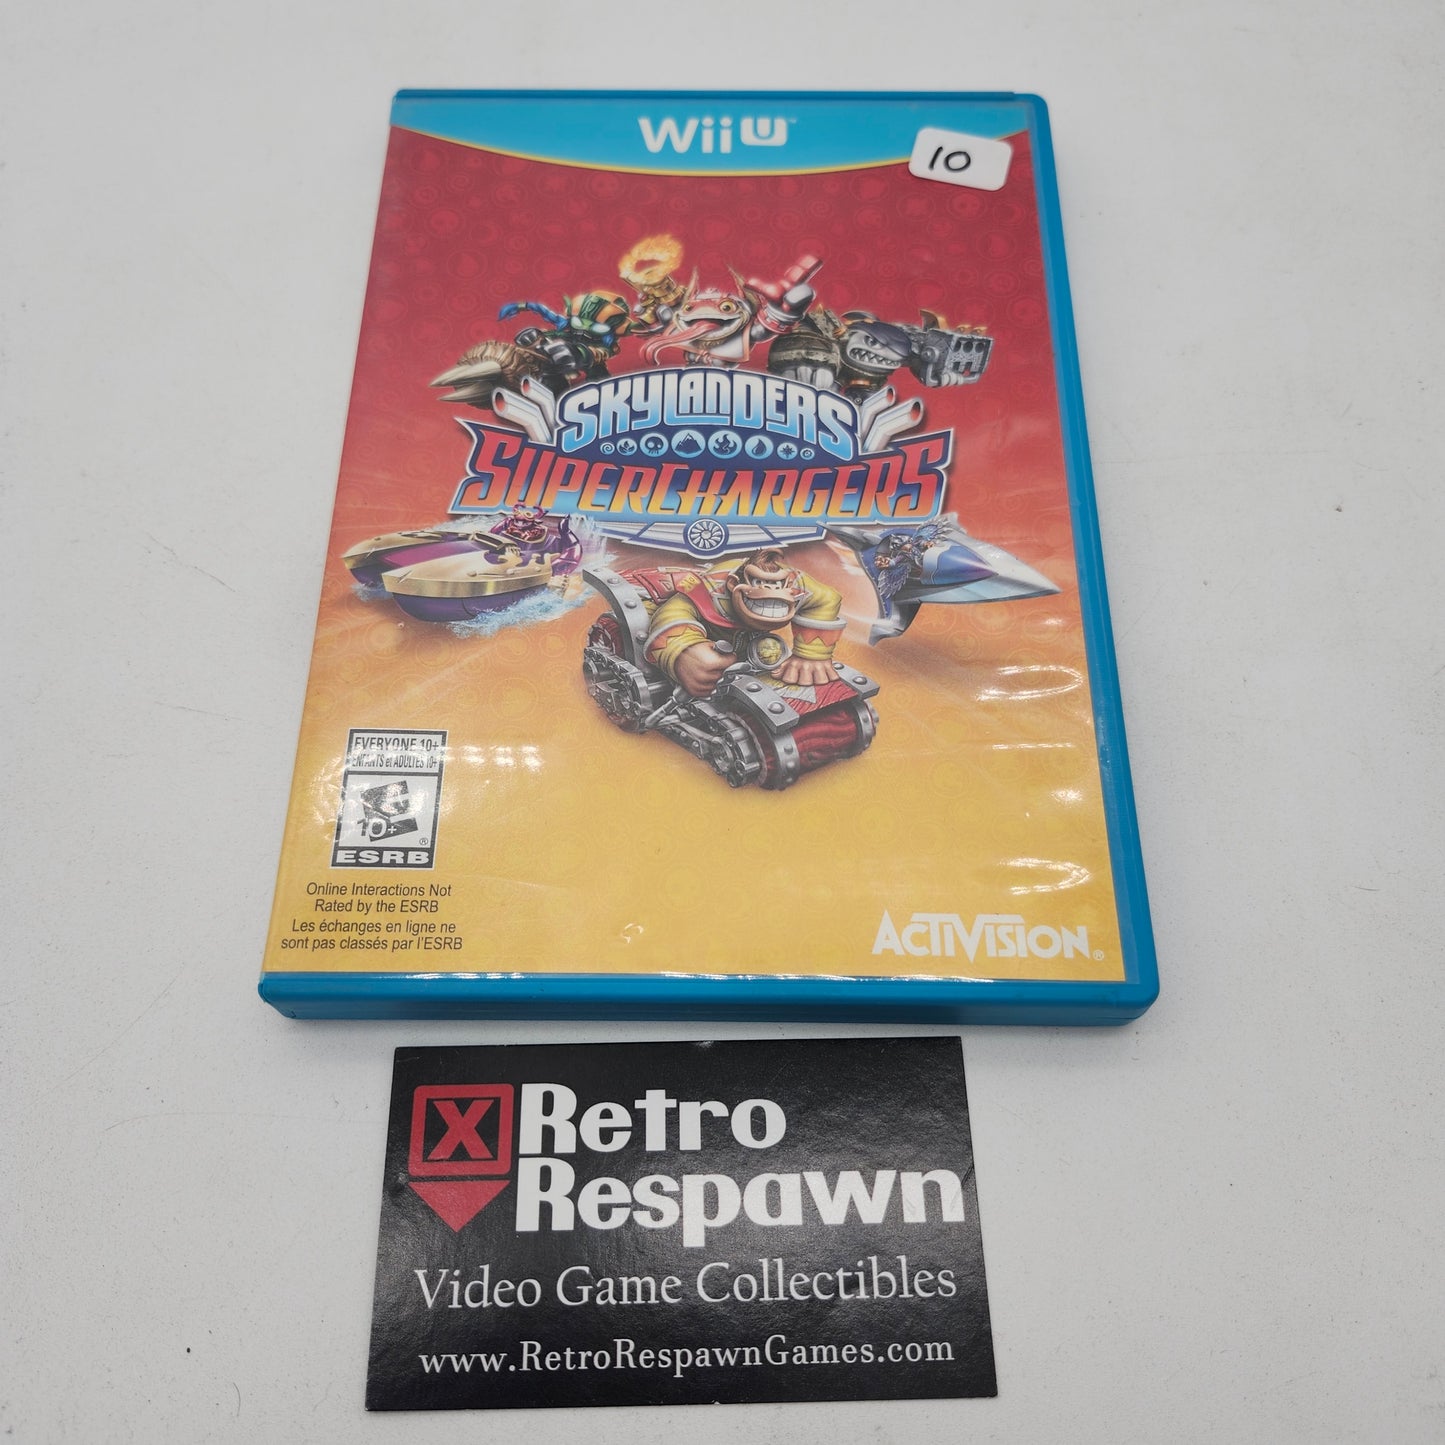 Wii U™
10
SKYLANDERS
SUPERCHARGERS
EVERYONE 10+
ENFANTS et ADULTES 10+
10+
ESRB
Online Interactions Not
Rated by the ESRB
Les échanges en ligne ne
sont pas classés par l'ESRB
ACTIVISION®
X Retro
Respawn
Video Game Collectibles
www.RetroRespawnGames.com